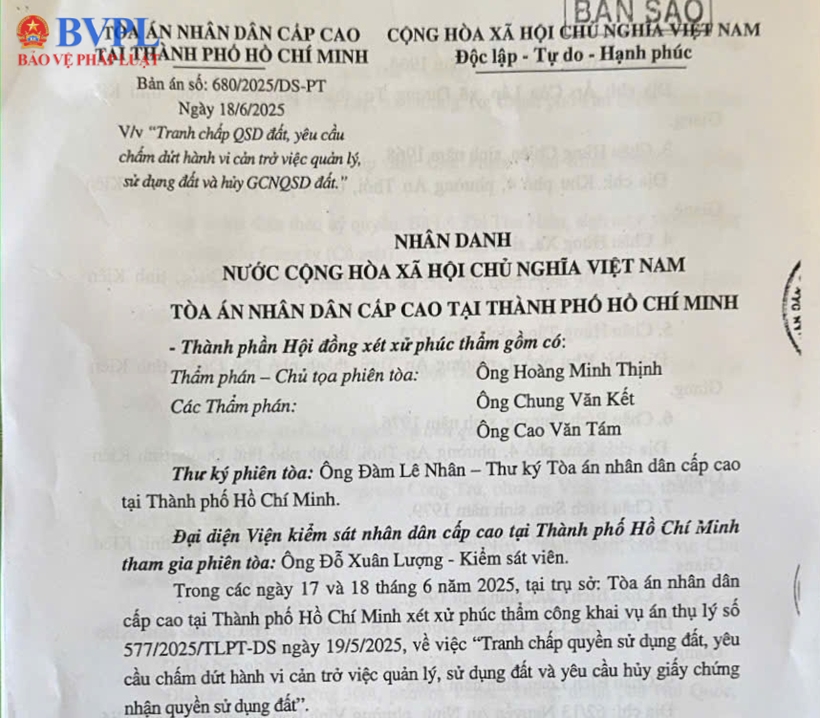 BẢN SAO
BVPL
BẢO VỆ PHÁP LUẬT
TÒA ÁN NHÂN DÂN CẤP CAO
TẠI THÀNH PHỐ HỒ CHÍ MINH
CỘNG HÒA XÃ HỘI CHỦ NGHĨA VIỆT NAM
Độc lập - Tự do - Hạnh phúc
Bản án số: 680/2025/DS-PT
Ngày 18/6/2025
V/v “Tranh chấp QSD đất, yêu cầu
chấm dứt hành vi cản trở việc quản lý,
sử dụng đất và hủy GCNQSD đất.”
NHÂN DANH
NƯỚC CỘNG HÒA XÃ HỘI CHỦ NGHĨA VIỆT NAM
TÒA ÁN NHÂN DÂN CẤP CAO TẠI THÀNH PHỐ HỒ CHÍ MINH
- Thành phần Hội đồng xét xử phúc thẩm gồm có:
Thẩm phán – Chủ tọa phiên tòa: Ông Hoàng Minh Thịnh
Các Thẩm phán: Ông Chung Văn Kết
Ông Cao Văn Tám
Thư ký phiên tòa: Ông Đàm Lê Nhân – Thư ký Tòa án nhân dân cấp cao
tại Thành phố Hồ Chí Minh.
Đại diện Viện kiểm sát nhân dân cấp cao tại Thành phố Hồ Chí Minh
tham gia phiên tòa: Ông Đỗ Xuân Lượng - Kiểm sát viên.
Trong các ngày 17 và 18 tháng 6 năm 2025, tại trụ sở: Tòa án nhân dân
cấp cao tại Thành phố Hồ Chí Minh xét xử phúc thẩm công khai vụ án thụ lý số
577/2025/TLPT-DS ngày 19/5/2025, về việc “Tranh chấp quyền sử dụng đất, yêu
cầu chấm dứt hành vi cản trở việc quản lý, sử dụng đất và yêu cầu hủy giấy chứng
nhận quyền sử dụng đất”.